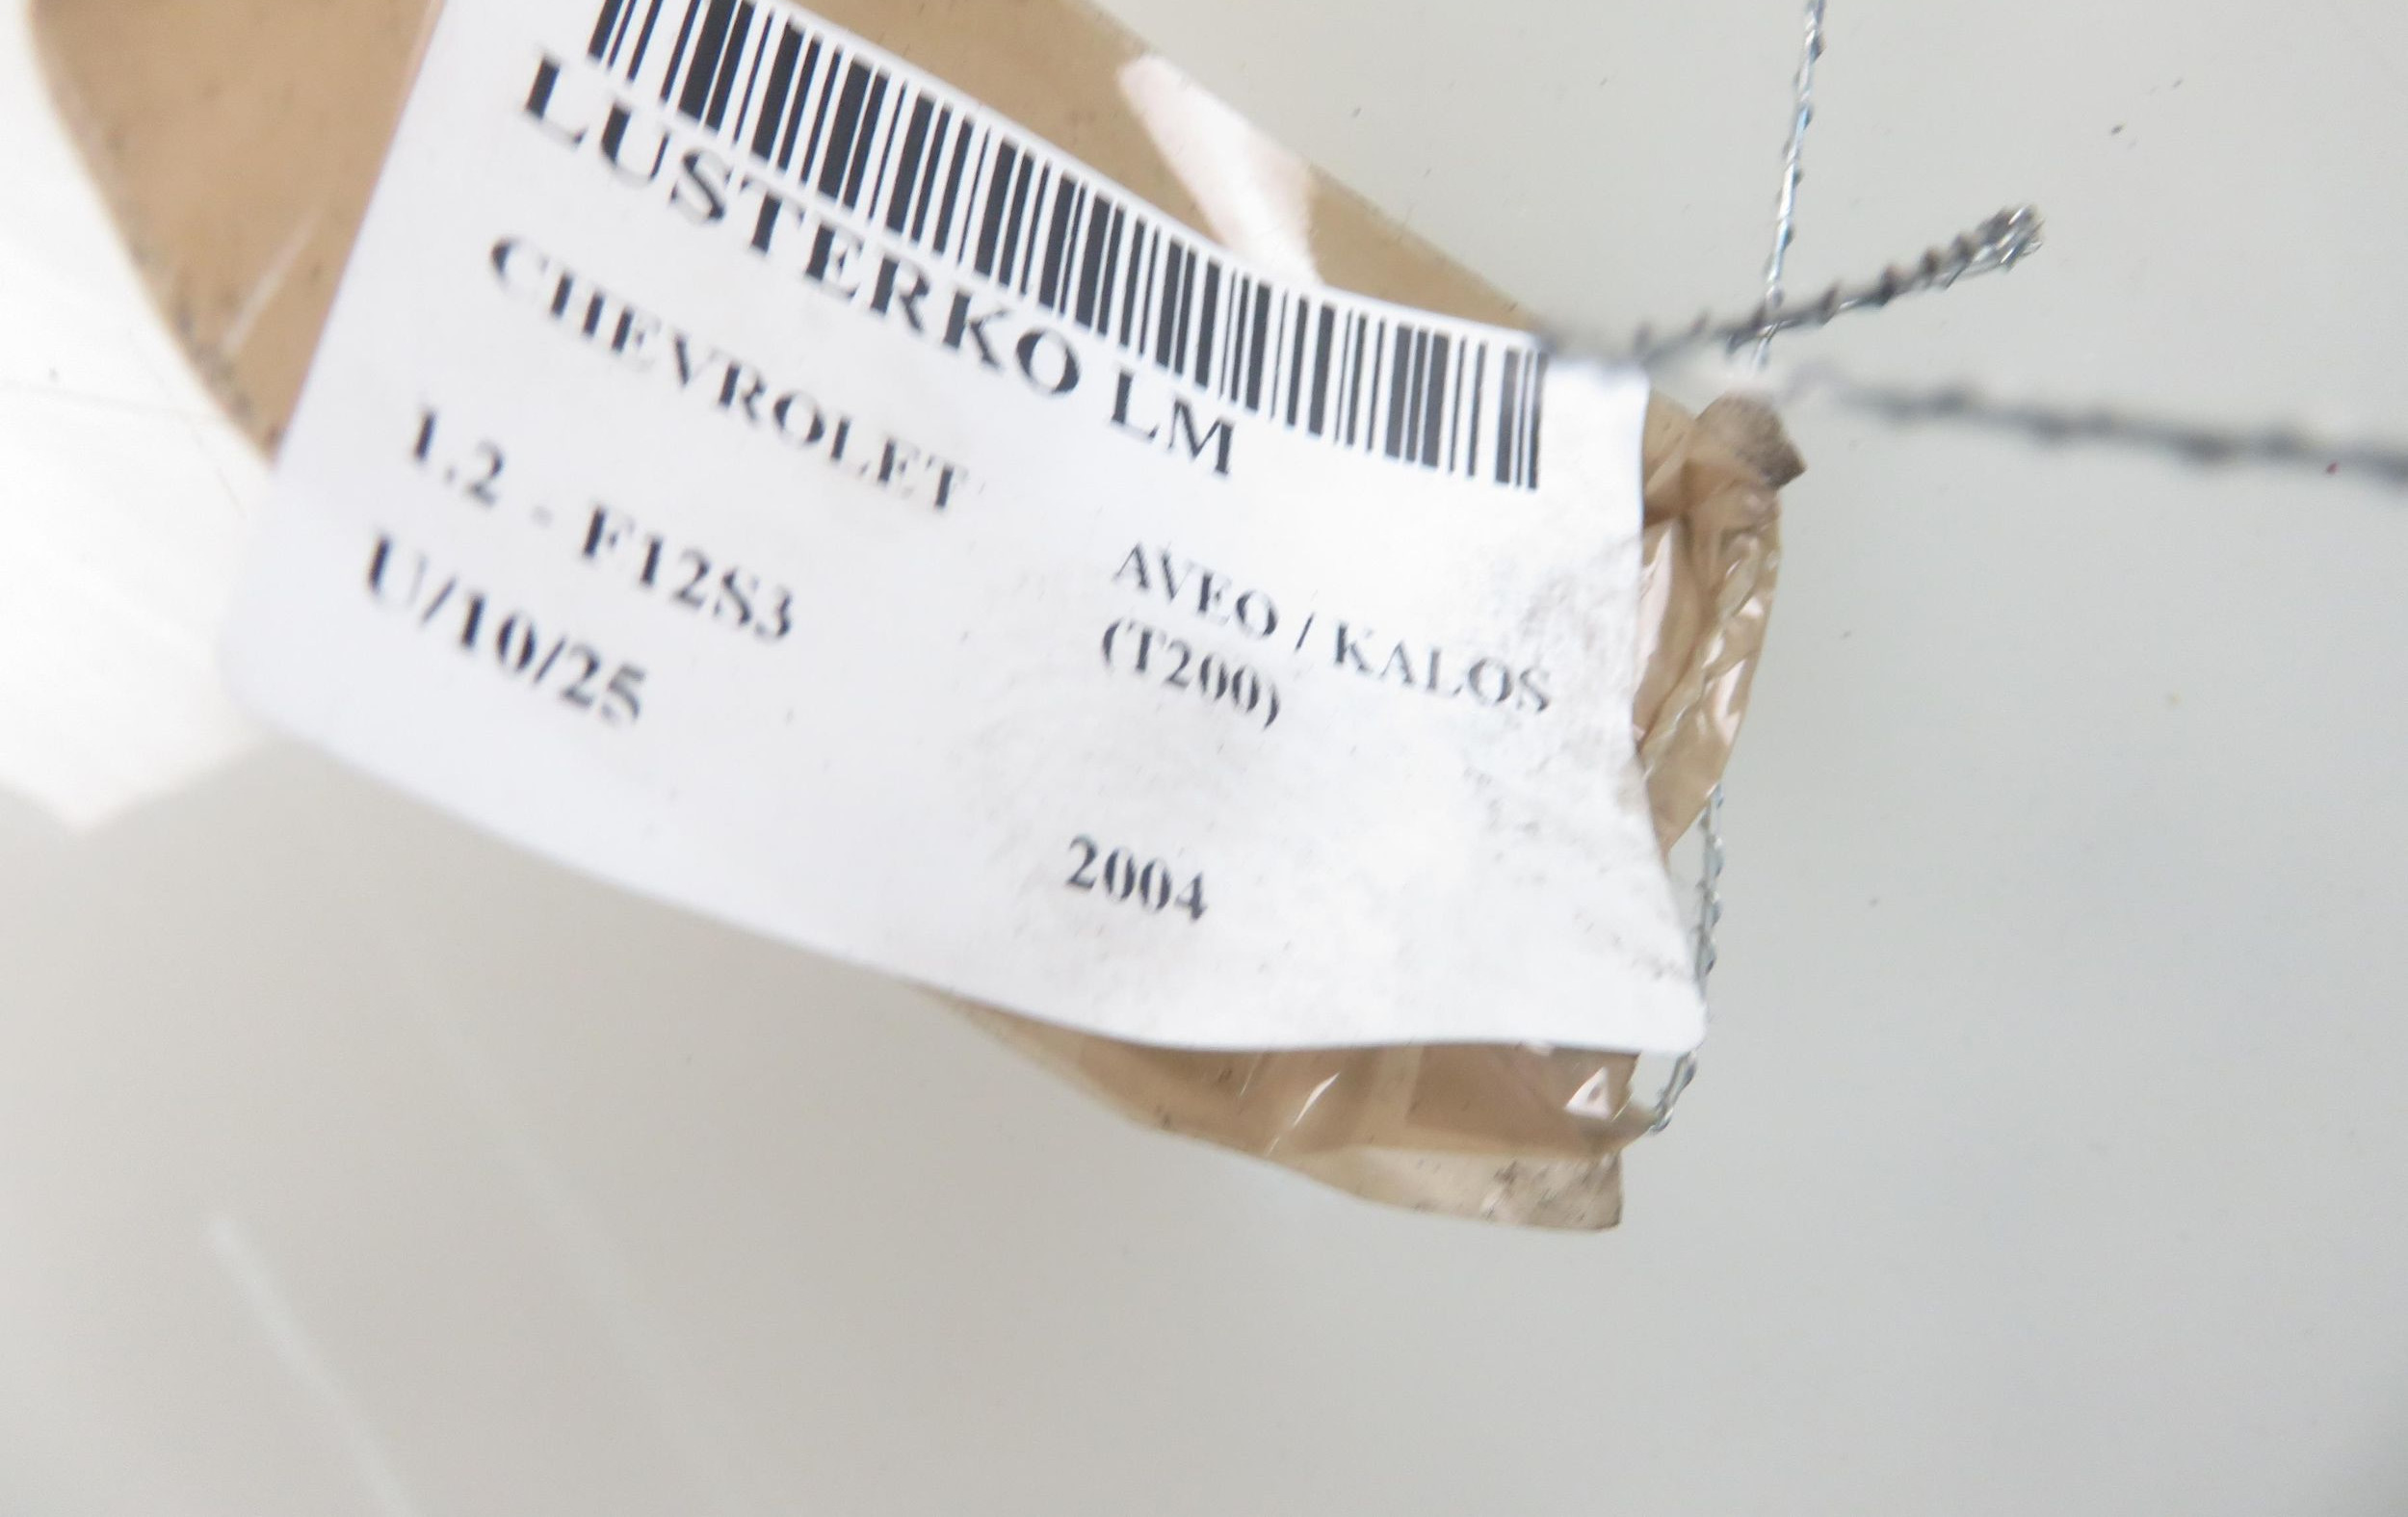 LUSTERKO LM
CHEVROLET
AVEO / KALOS
(T200)
1.2 - F12S3
U/10/25
2004